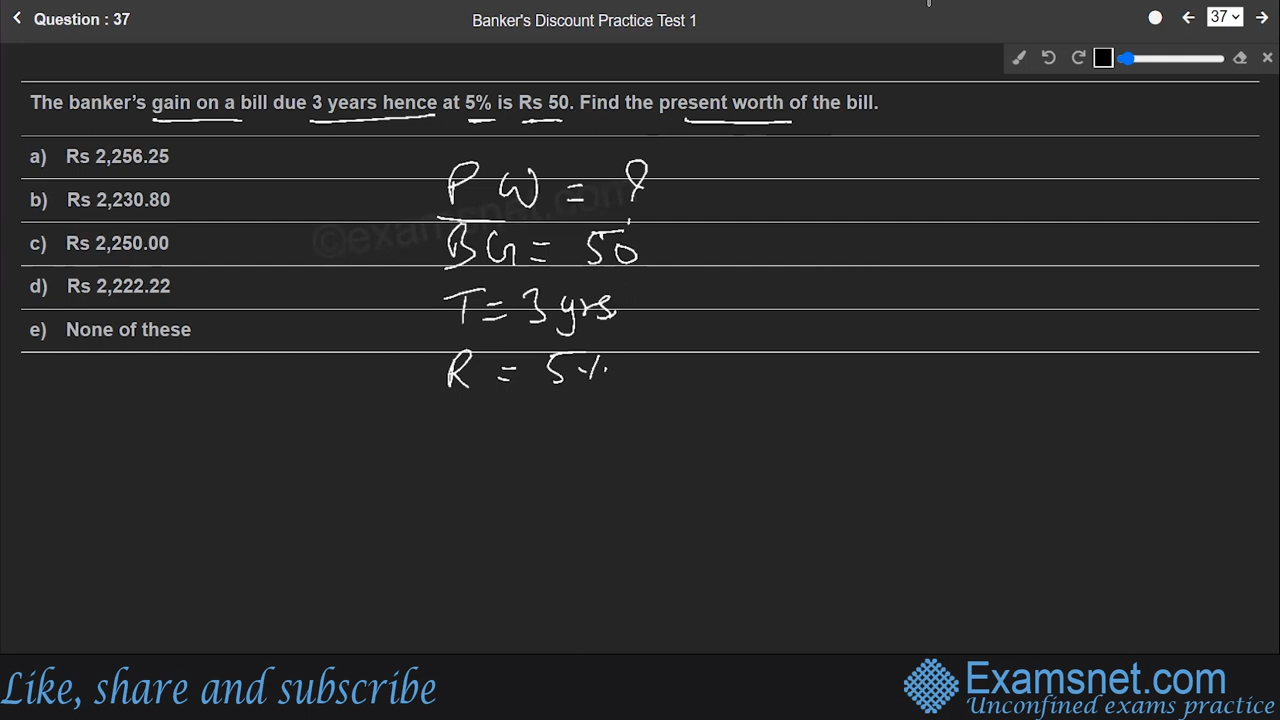 Question : 37
Banker's Discount Practice Test 1
37
The banker’s gain on a bill due 3 years hence at 5% is Rs 50. Find the present worth of the bill.
a) Rs 2,256.25
b) Rs 2,230.80
c) Rs 2,250.00
d) Rs 2,222.22
e) None of these
P W = ?
BG = 50
T = 3 yrs
R = 5 %
©examsnet.com
Like, share and subscribe
Examsnet.com
Unconfined exams practice